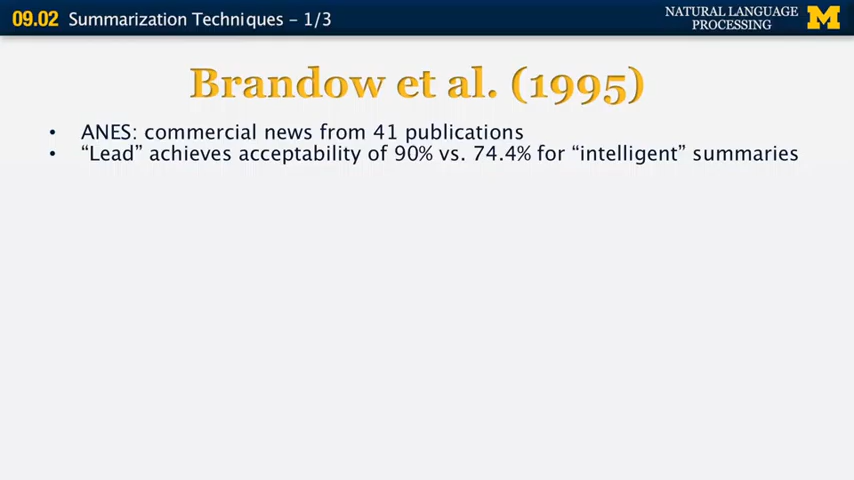 09.02 Summarization Techniques – 1/3
NATURAL LANGUAGE
PROCESSING
M
Brandow et al. (1995)
• ANES: commercial news from 41 publications
• “Lead” achieves acceptability of 90% vs. 74.4% for “intelligent” summaries